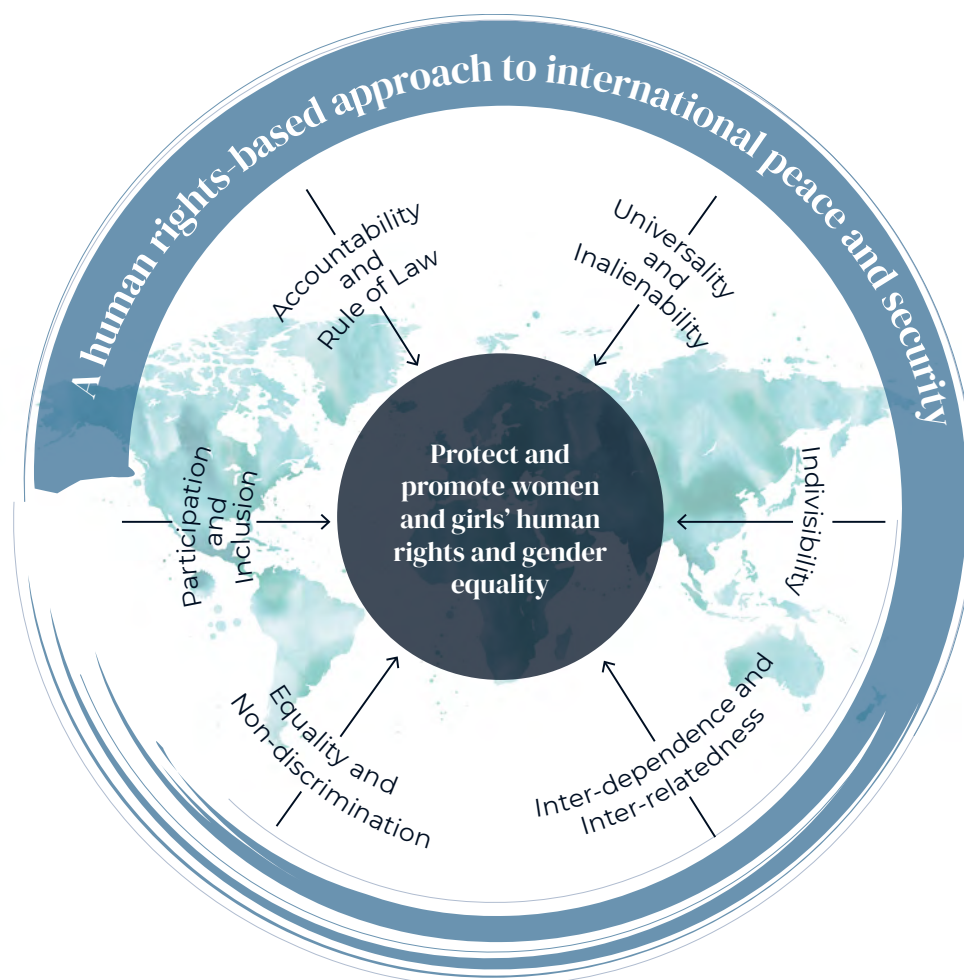 A human rights-based approach to international peace and security
Accountability
and
Rule of Law
Universality
and
Inalienability
Participation
and
Inclusion
Protect and
promote women
and girls’ human
rights and gender
equality
Indivisibility
Equality and
Non-discrimination
Inter-dependence and
Inter-relatedness